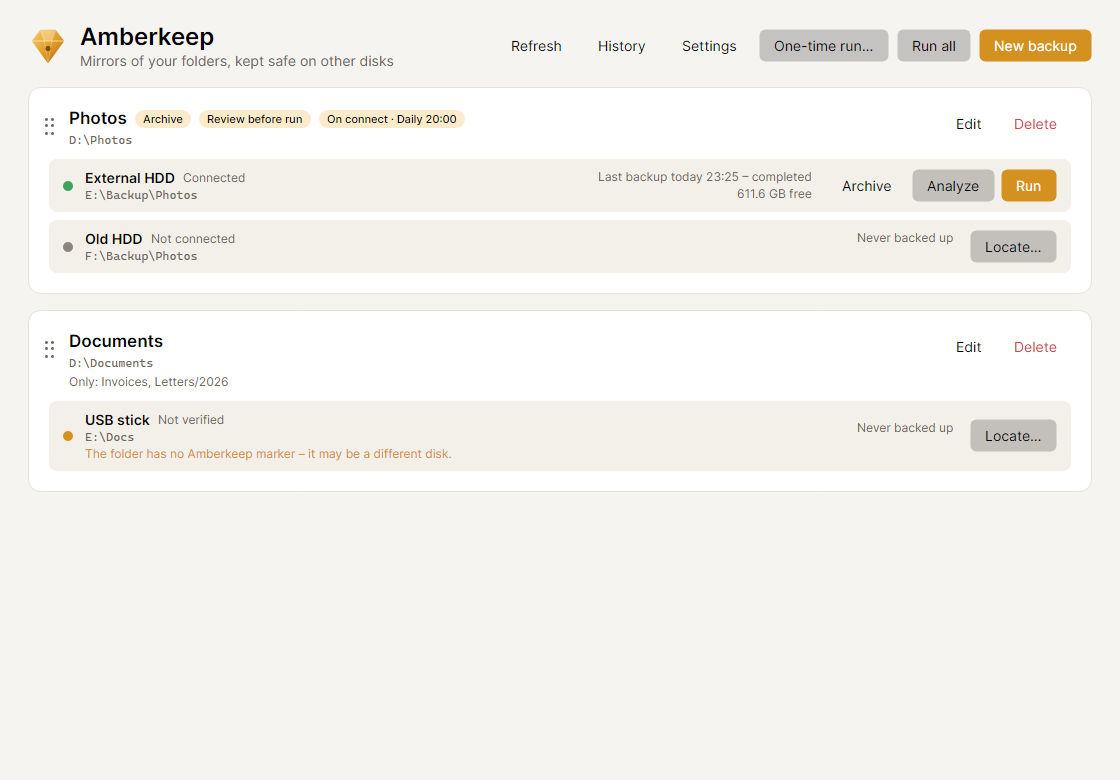 Amberkeep
Mirrors of your folders, kept safe on other disks
Refresh History Settings One-time run... Run all New backup
Photos Archive Review before run On connect · Daily 20:00
D:\Photos
Edit Delete
External HDD Connected
E:\Backup\Photos
Last backup today 23:25 – completed
611.6 GB free
Archive Analyze Run
Old HDD Not connected
F:\Backup\Photos
Never backed up
Locate...
Documents
D:\Documents
Only: Invoices, Letters/2026
Edit Delete
USB stick Not verified
E:\Docs
The folder has no Amberkeep marker – it may be a different disk.
Never backed up
Locate...